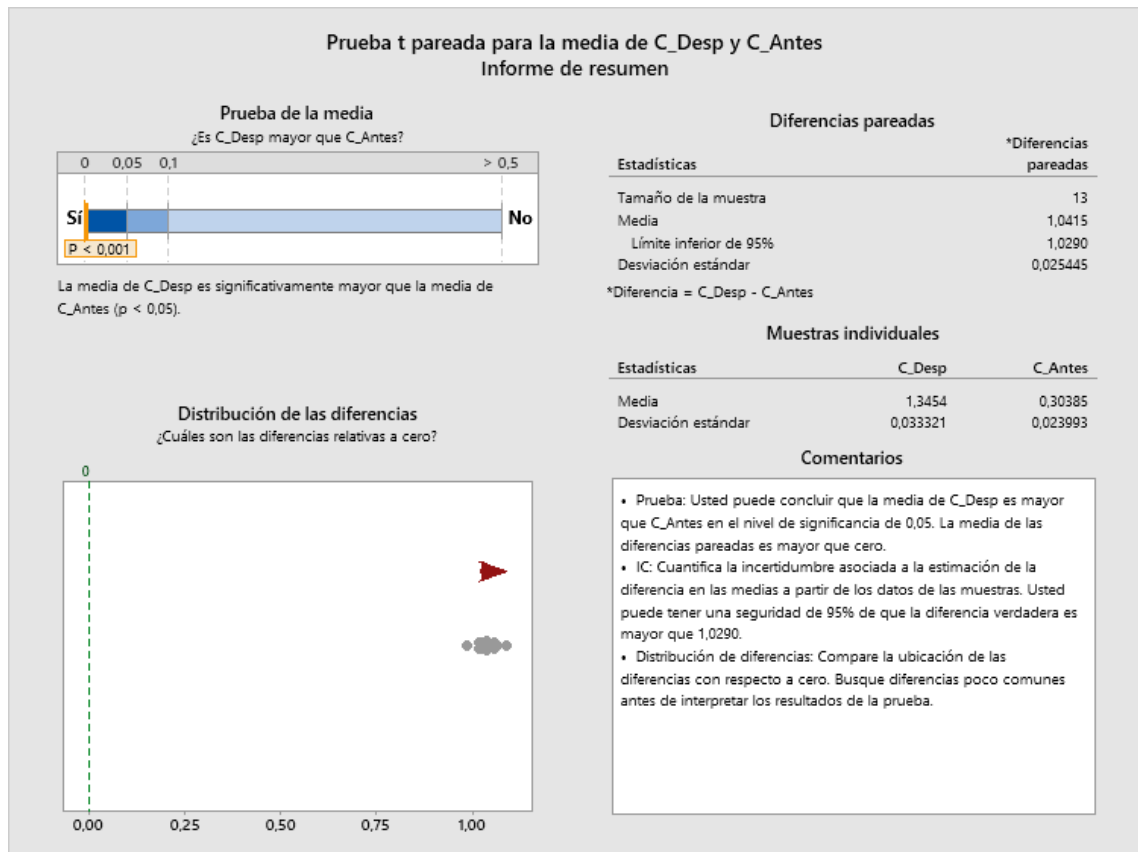 Prueba t pareada para la media de C_Desp y C_Antes
Informe de resumen
Prueba de la media
¿Es C_Desp mayor que C_Antes?
0 0,05 0,1 > 0,5
Sí No
P < 0,001
La media de C_Desp es significativamente mayor que la media de
C_Antes (p < 0,05).
Distribución de las diferencias
¿Cuáles son las diferencias relativas a cero?
0
0,00 0,25 0,50 0,75 1,00
Diferencias pareadas
*Diferencias
Estadísticas pareadas
Tamaño de la muestra 13
Media 1,0415
Límite inferior de 95% 1,0290
Desviación estándar 0,025445
*Diferencia = C_Desp - C_Antes
Muestras individuales
Estadísticas C_Desp C_Antes
Media 1,3454 0,30385
Desviación estándar 0,033321 0,023993
Comentarios
• Prueba: Usted puede concluir que la media de C_Desp es mayor
que C_Antes en el nivel de significancia de 0,05. La media de las
diferencias pareadas es mayor que cero.
• IC: Cuantifica la incertidumbre asociada a la estimación de la
diferencia en las medias a partir de los datos de las muestras. Usted
puede tener una seguridad de 95% de que la diferencia verdadera es
mayor que 1,0290.
• Distribución de diferencias: Compare la ubicación de las
diferencias con respecto a cero. Busque diferencias poco comunes
antes de interpretar los resultados de la prueba.